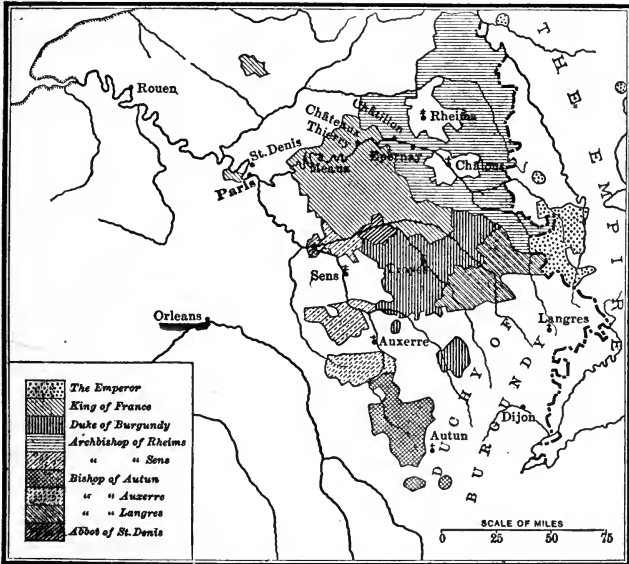 THE EMPIRE
Rouen
Rheims
Châtillon
Châteaux
Thierry
St. Denis
Epernay
Châlons
Paris
Meaux
Troyes
Sens
Orleans
Langres
Auxerre
DUCHY OF
BURGUNDY
Dijon
Autun
The Emperor
King of France
Duke of Burgundy
Archbishop of Rheims
“ “ Sens
Bishop of Autun
“ “ Auxerre
“ “ Langres
Abbot of St. Denis
SCALE OF MILES
0 25 50 75